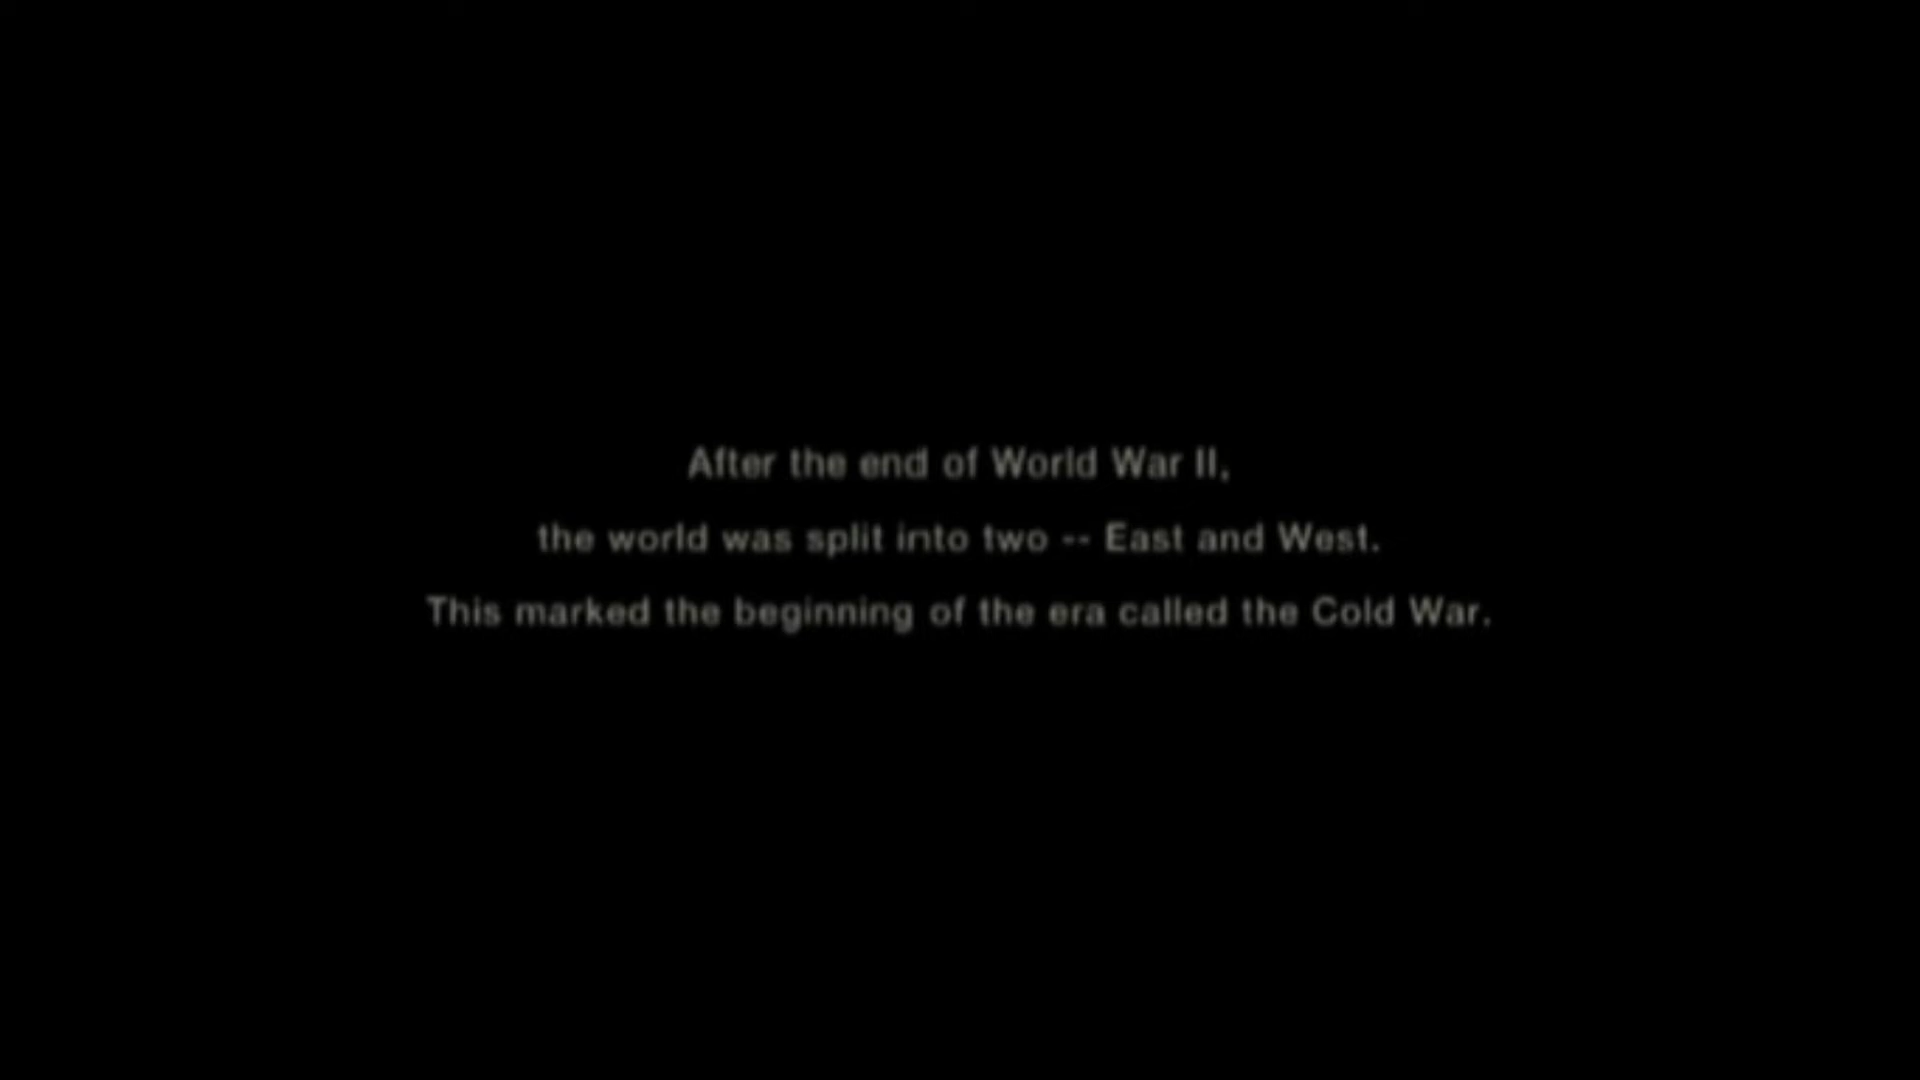 After the end of World War II,
the world was split into two -- East and West.
This marked the beginning of the era called the Cold War.